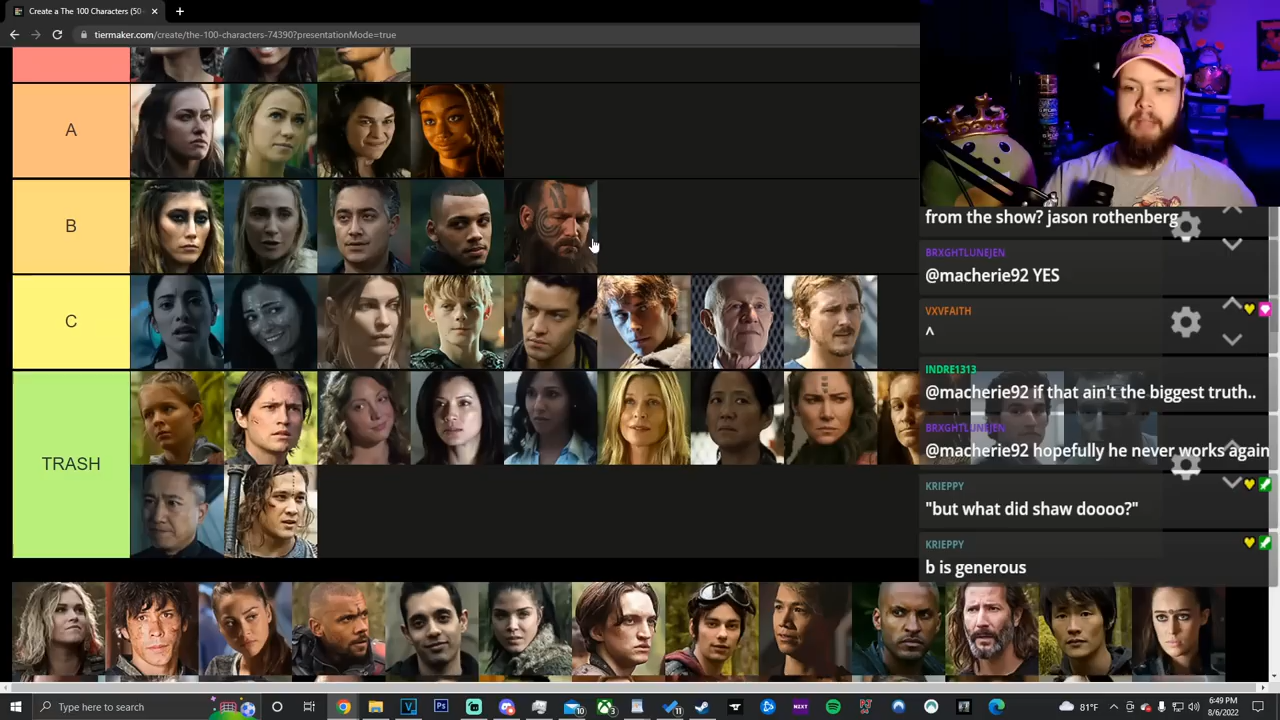 Create a The 100 Characters (50
tiermaker.com/create/the-100-characters-74390?presentationMode=true
A
B
C
TRASH
from the show? jason rothenberg
BRXGHTLUNEJEN
@macherie92 YES
VXVFAITH
^
INDRE1313
@macherie92 if that ain't the biggest truth..
BRXGHTLUNEJEN
@macherie92 hopefully he never works again
KRIEPPY
"but what did shaw doooo?"
KRIEPPY
b is generous
Type here to search
81°F
6:49 PM
8/6/2022